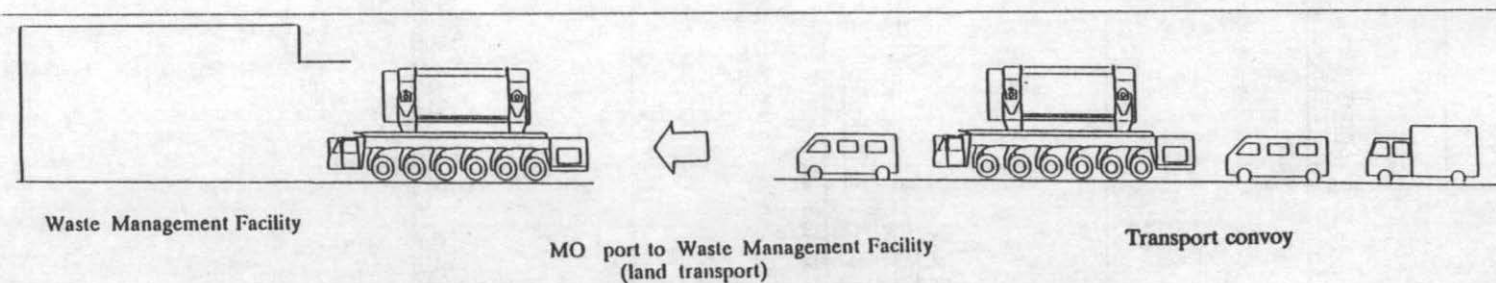 Waste Management Facility
MO port to Waste Management Facility
(land transport)
Transport convoy